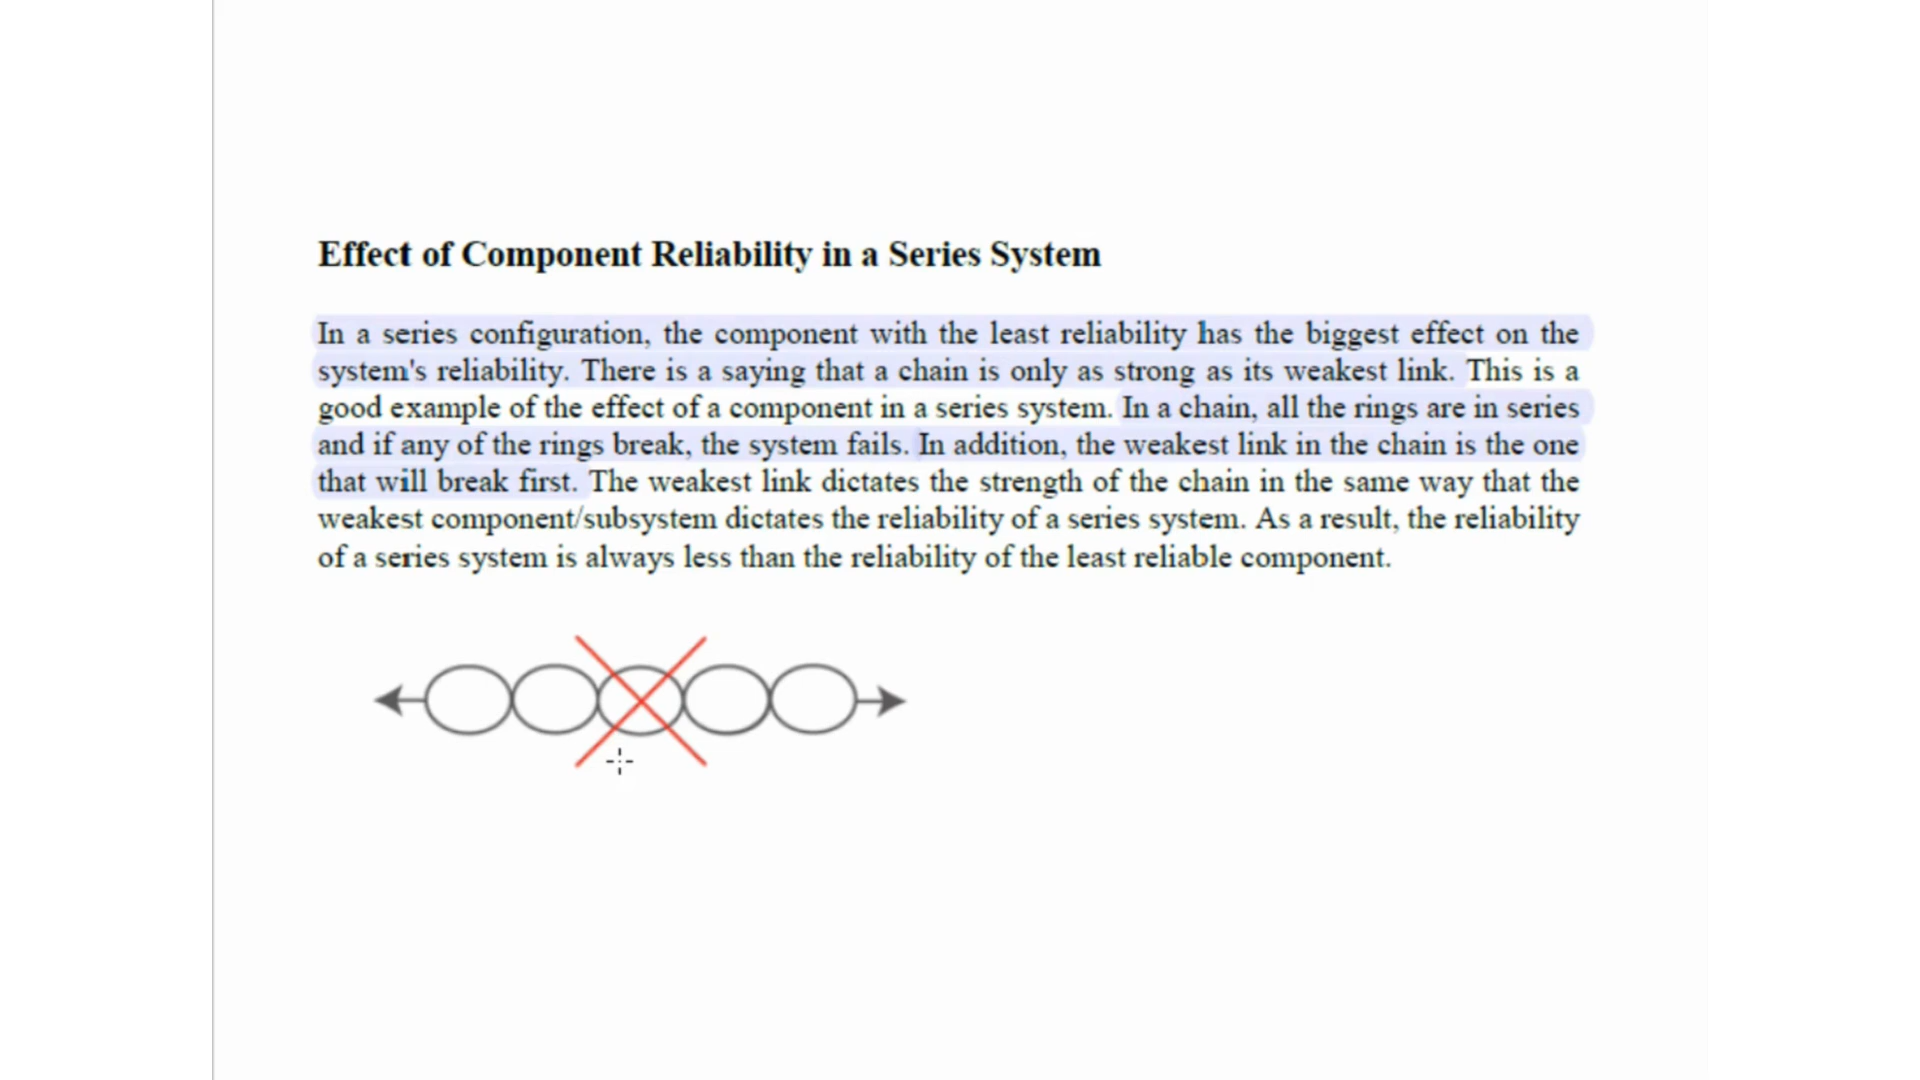 Effect of Component Reliability in a Series System
In a series configuration, the component with the least reliability has the biggest effect on the
system's reliability. There is a saying that a chain is only as strong as its weakest link. This is a
good example of the effect of a component in a series system. In a chain, all the rings are in series
and if any of the rings break, the system fails. In addition, the weakest link in the chain is the one
that will break first. The weakest link dictates the strength of the chain in the same way that the
weakest component/subsystem dictates the reliability of a series system. As a result, the reliability
of a series system is always less than the reliability of the least reliable component.